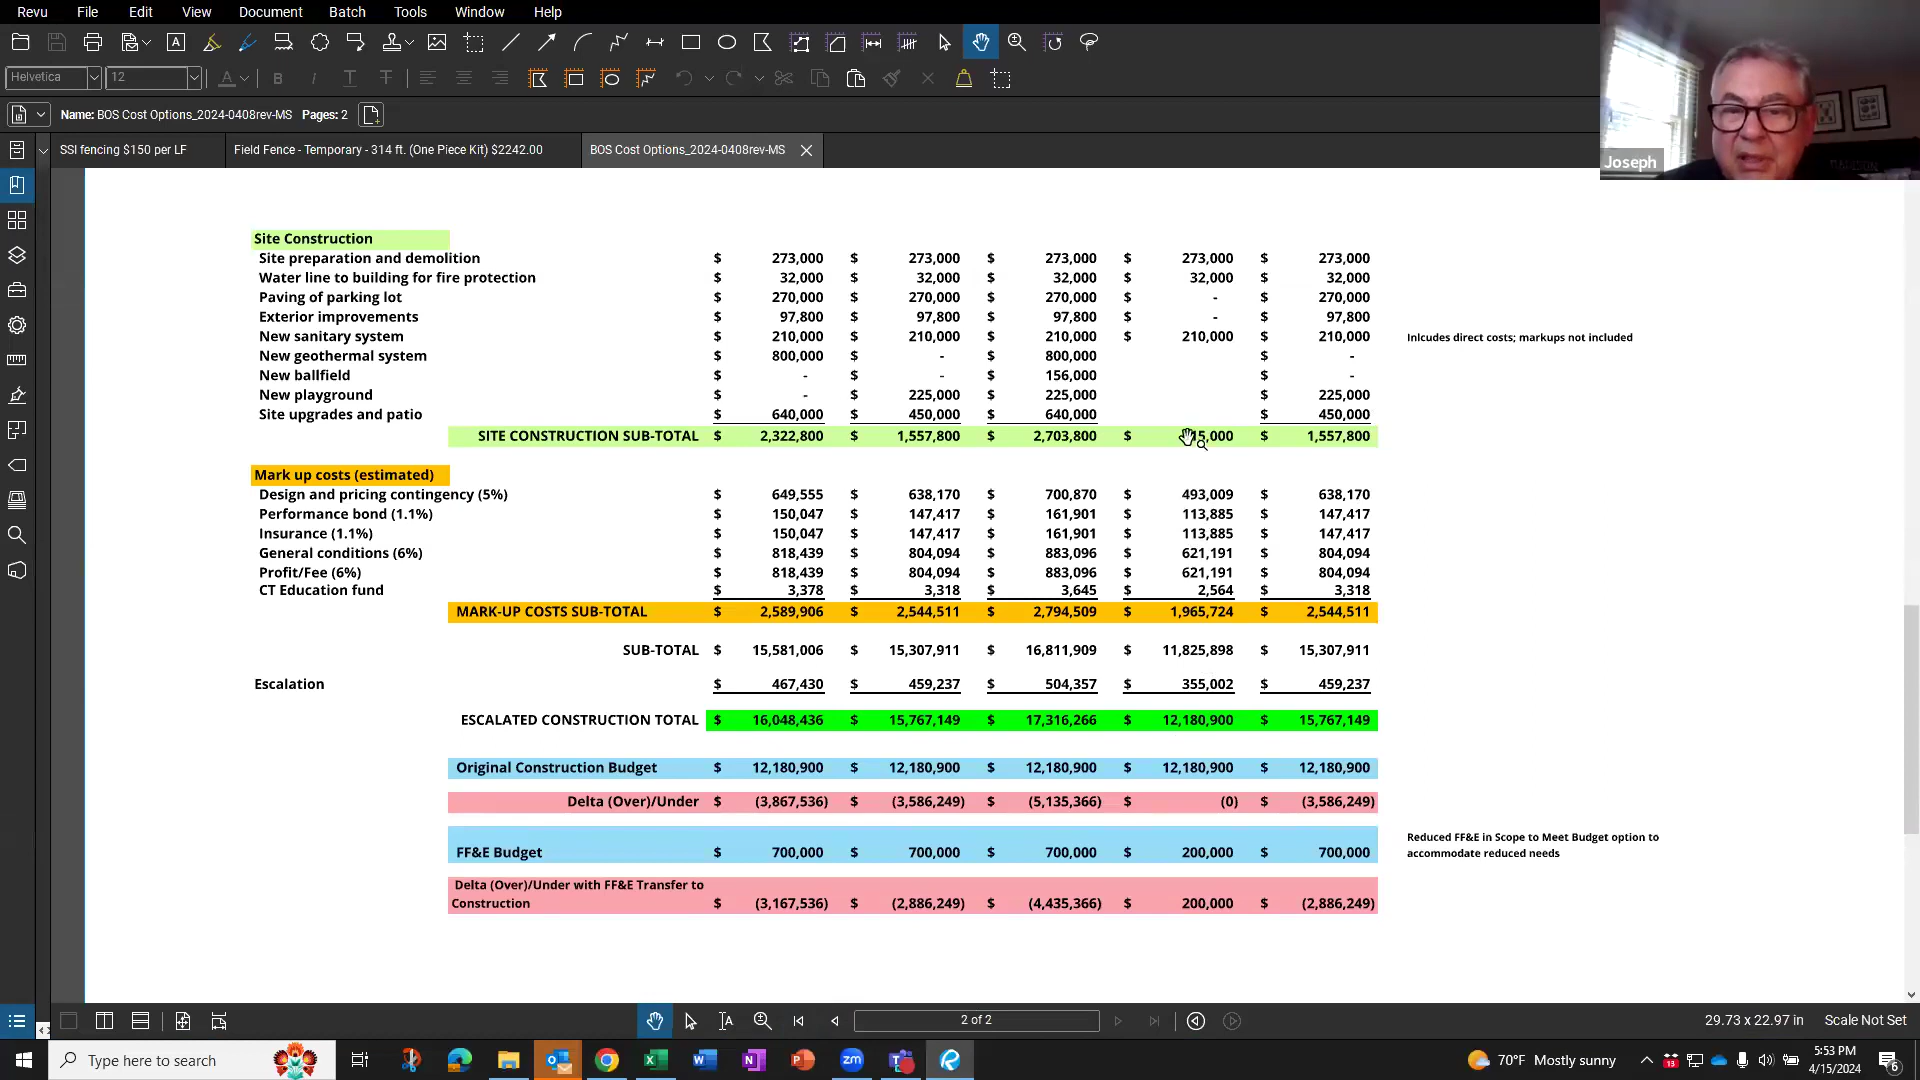 Revu File Edit View Document Batch Tools Window Help
Helvetica 12
Name: BOS Cost Options_2024-0408rev-MS Pages: 2
SSI fencing $150 per LF Field Fence - Temporary - 314 ft. (One Piece Kit) $2242.00 BOS Cost Options_2024-0408rev-MS
Joseph
Site Construction
Site preparation and demolition $ 273,000 $ 273,000 $ 273,000 $ 273,000 $ 273,000
Water line to building for fire protection $ 32,000 $ 32,000 $ 32,000 $ 32,000 $ 32,000
Paving of parking lot $ 270,000 $ 270,000 $ 270,000 $ - $ 270,000
Exterior improvements $ 97,800 $ 97,800 $ 97,800 $ - $ 97,800
New sanitary system $ 210,000 $ 210,000 $ 210,000 $ 210,000 $ 210,000 Inlcudes direct costs; markups not included
New geothermal system $ 800,000 $ - $ 800,000 $ -
New ballfield $ - $ - $ 156,000 $ -
New playground $ - $ 225,000 $ 225,000 $ 225,000
Site upgrades and patio $ 640,000 $ 450,000 $ 640,000 $ 450,000
SITE CONSTRUCTION SUB-TOTAL $ 2,322,800 $ 1,557,800 $ 2,703,800 $ $ 1,557,800
Mark up costs (estimated)
Design and pricing contingency (5%) $ 649,555 $ 638,170 $ 700,870 $ 493,009 $ 638,170
Performance bond (1.1%) $ 150,047 $ 147,417 $ 161,901 $ 113,885 $ 147,417
Insurance (1.1%) $ 150,047 $ 147,417 $ 161,901 $ 113,885 $ 147,417
General conditions (6%) $ 818,439 $ 804,094 $ 883,096 $ 621,191 $ 804,094
Profit/Fee (6%) $ 818,439 $ 804,094 $ 883,096 $ 621,191 $ 804,094
CT Education fund $ 3,378 $ 3,318 $ 3,645 $ 2,564 $ 3,318
MARK-UP COSTS SUB-TOTAL $ 2,589,906 $ 2,544,511 $ 2,794,509 $ 1,965,724 $ 2,544,511
SUB-TOTAL $ 15,581,006 $ 15,307,911 $ 16,811,909 $ 11,825,898 $ 15,307,911
Escalation $ 467,430 $ 459,237 $ 504,357 $ 355,002 $ 459,237
ESCALATED CONSTRUCTION TOTAL $ 16,048,436 $ 15,767,149 $ 17,316,266 $ 12,180,900 $ 15,767,149
Original Construction Budget $ 12,180,900 $ 12,180,900 $ 12,180,900 $ 12,180,900 $ 12,180,900
Delta (Over)/Under $ (3,867,536) $ (3,586,249) $ (5,135,366) $ (0) $ (3,586,249)
Reduced FF&E in Scope to Meet Budget option to
accommodate reduced needs
FF&E Budget $ 700,000 $ 700,000 $ 700,000 $ 200,000 $ 700,000
Delta (Over)/Under with FF&E Transfer to
Construction $ (3,167,536) $ (2,886,249) $ (4,435,366) $ 200,000 $ (2,886,249)
2 of 2
29.73 x 22.97 in Scale Not Set
Type here to search
70°F Mostly sunny
5:53 PM
4/15/2024